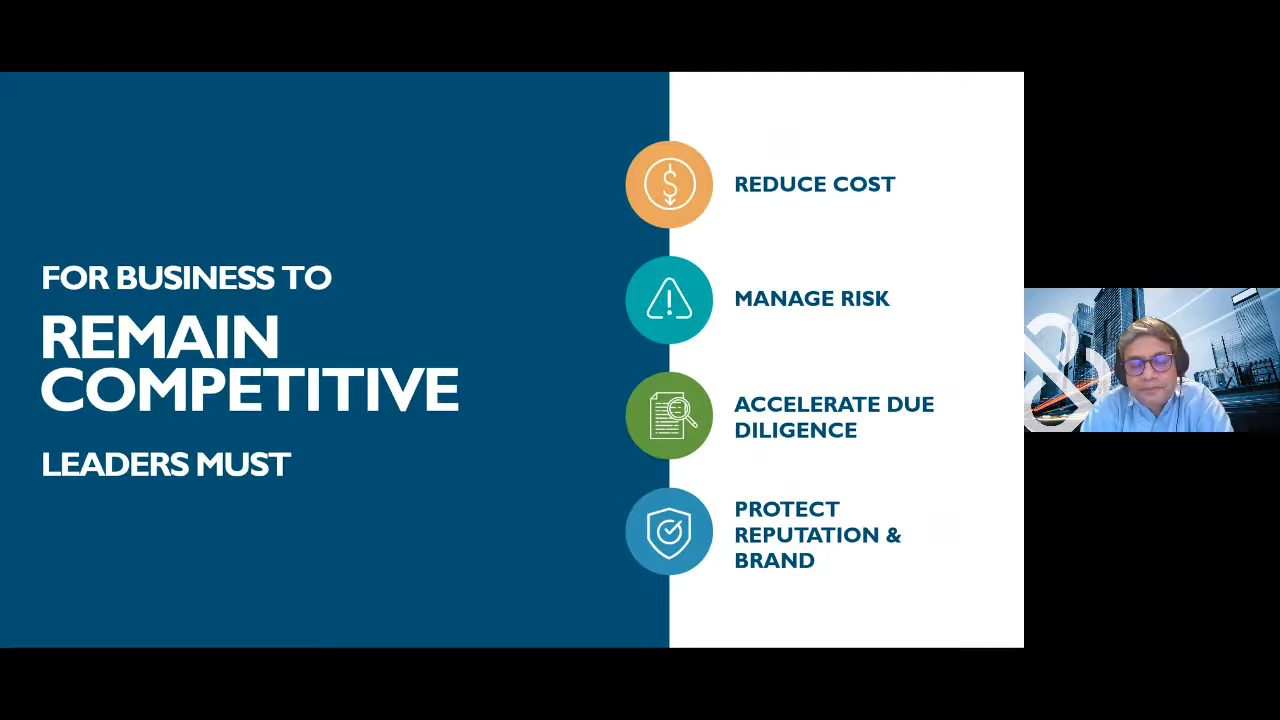 FOR BUSINESS TO
REMAIN
COMPETITIVE
LEADERS MUST
REDUCE COST
MANAGE RISK
ACCELERATE DUE
DILIGENCE
PROTECT
REPUTATION &
BRAND